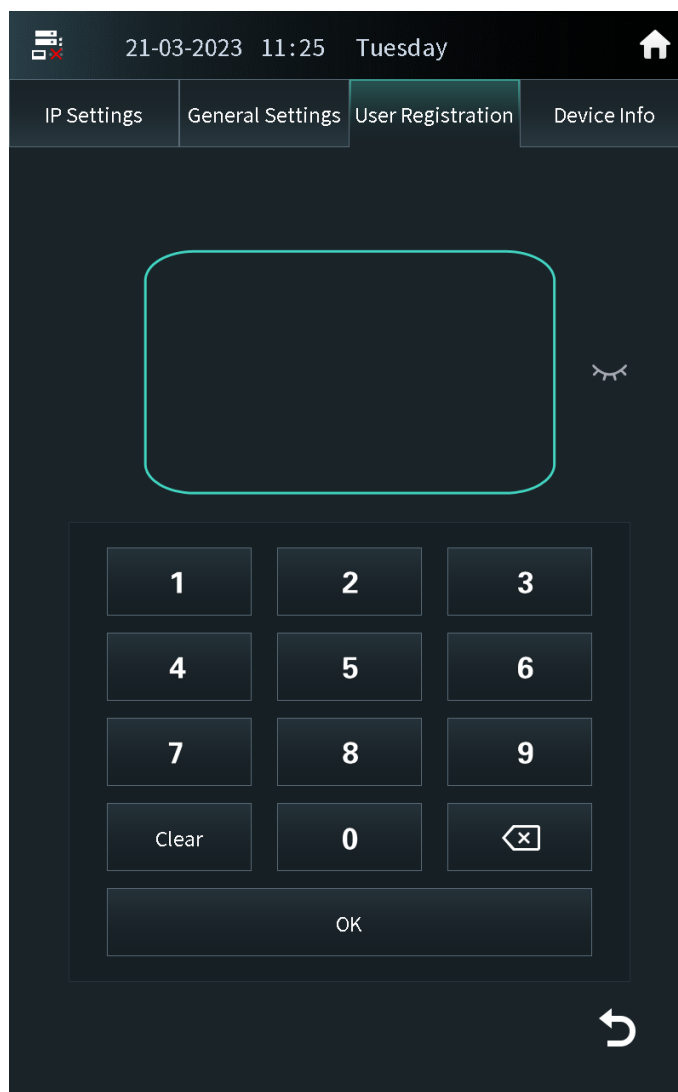 21-03-2023 11:25 Tuesday
IP Settings General Settings User Registration Device Info
1 2 3
4 5 6
7 8 9
Clear 0
OK